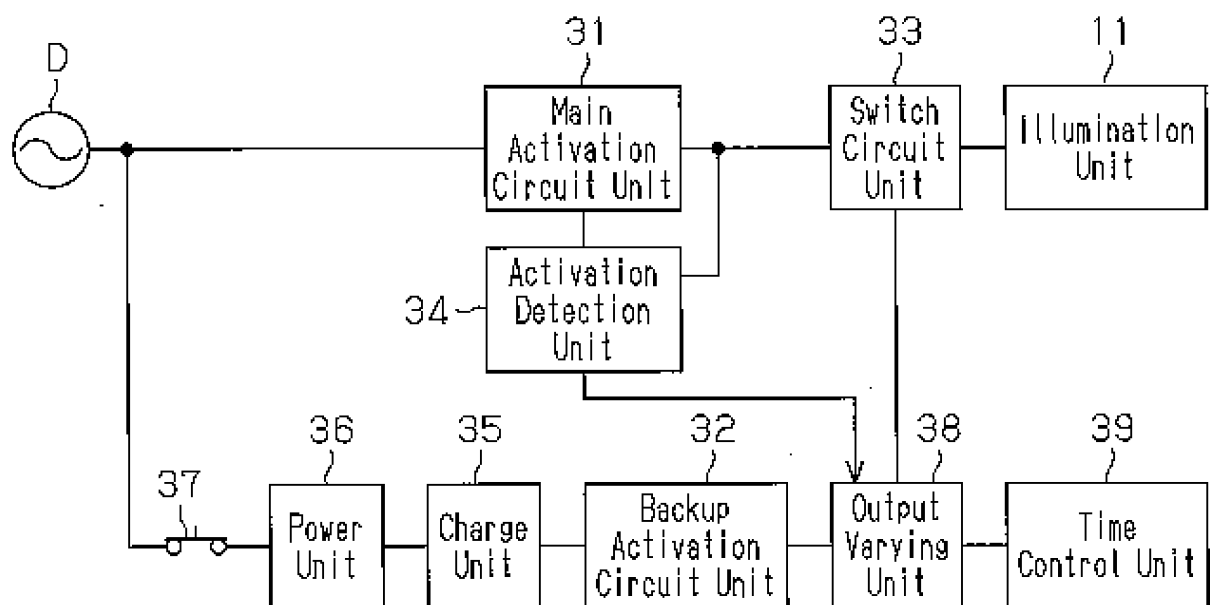 D
31
33
11
Main
Activation
Circuit Unit
Switch
Circuit
Unit
Illumination
Unit
34
Activation
Detection
Unit
37
36
35
32
38
39
Power
Unit
Charge
Unit
Backup
Activation
Circuit Unit
Output
Varying
Unit
Time
Control Unit